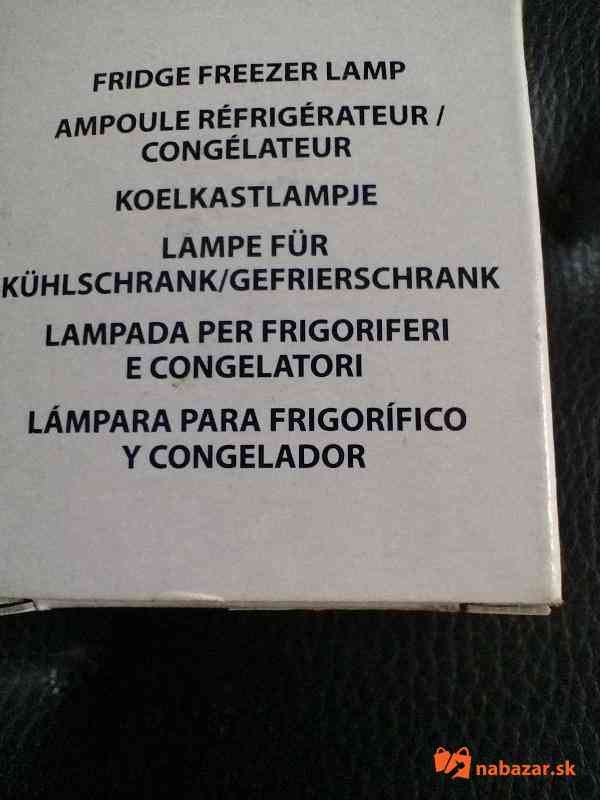 FRIDGE FREEZER LAMP
AMPOULE RÉFRIGÉRATEUR /
CONGÉLATEUR
KOELKASTLAMPJE
LAMPE FÜR
KÜHLSCHRANK/GEFRIERSCHRANK
LAMPADA PER FRIGORIFERI
E CONGELATORI
LÁMPARA PARA FRIGORÍFICO
Y CONGELADOR
nabazar.sk